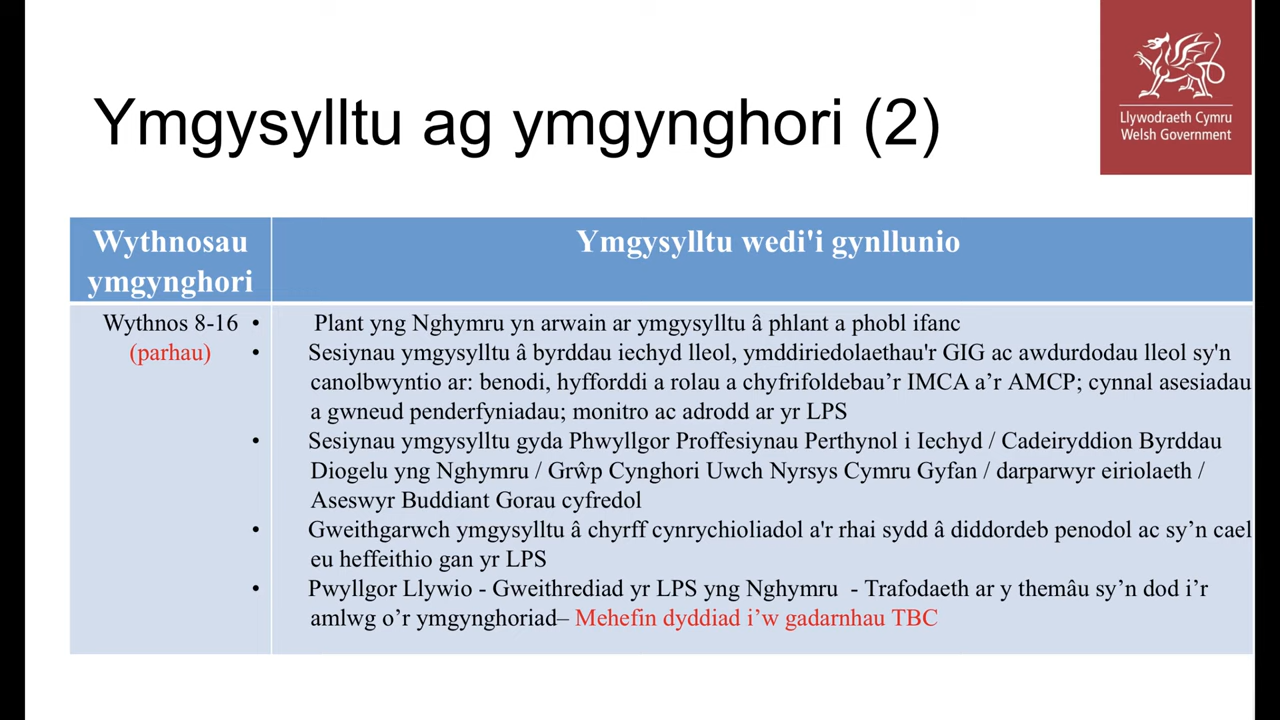 Llywodraeth Cymru
Welsh Government
Ymgysylltu ag ymgynghori (2)
Wythnosau
ymgynghori
Ymgysylltu wedi'i gynllunio
Wythnos 8-16
(parhau)
• Plant yng Nghymru yn arwain ar ymgysylltu â phlant a phobl ifanc
• Sesiynau ymgysylltu â byrddau iechyd lleol, ymddiriedolaethau'r GIG ac awdurdodau lleol sy'n
canolbwyntio ar: benodi, hyfforddi a rolau a chyfrifoldebau’r IMCA a’r AMCP; cynnal asesiadau
a gwneud penderfyniadau; monitro ac adrodd ar yr LPS
• Sesiynau ymgysylltu gyda Phwyllgor Proffesiynau Perthynol i Iechyd / Cadeiryddion Byrddau
Diogelu yng Nghymru / Grŵp Cynghori Uwch Nyrsys Cymru Gyfan / darparwyr eiriolaeth /
Aseswyr Buddiant Gorau cyfredol
• Gweithgarwch ymgysylltu â chyrff cynrychioliadol a'r rhai sydd â diddordeb penodol ac sy’n cael
eu heffeithio gan yr LPS
• Pwyllgor Llywio - Gweithrediad yr LPS yng Nghymru - Trafodaeth ar y themâu sy’n dod i’r
amlwg o’r ymgynghoriad– Mehefin dyddiad i’w gadarnhau TBC